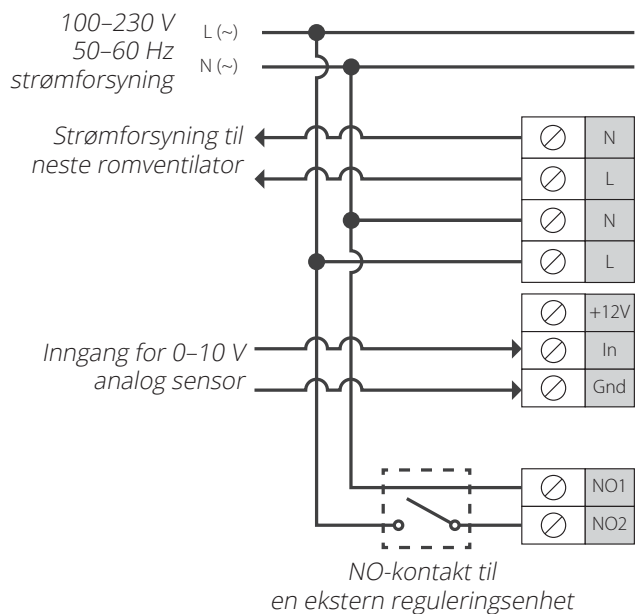 100–230 V
50–60 Hz
strømforsyning
L (~)
N (~)
Strømforsyning til
neste romventilator
N
L
N
L
+12V
Inngang for 0–10 V
analog sensor
In
Gnd
NO1
NO2
NO-kontakt til
en ekstern reguleringsenhet